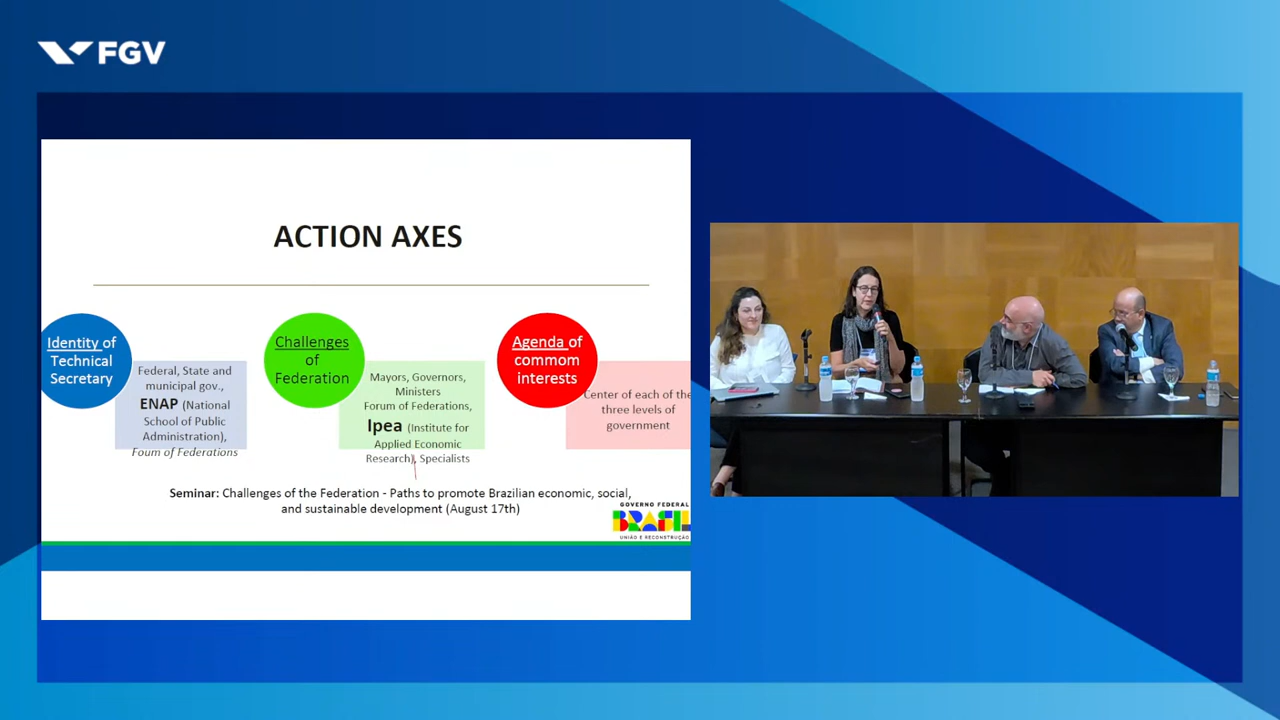 FGV
ACTION AXES
Identity of
Technical
Secretary
Federal, State and
municipal gov.,
ENAP (National
School of Public
Administration),
Foum of Federations
Challenges
of
Federation
Mayors, Governors,
Ministers
Forum of Federations,
Ipea (Institute for
Applied Economic
Research), Specialists
Agenda of
commom
interests
Center of each of the
three levels of
government
Seminar: Challenges of the Federation - Paths to promote Brazilian economic, social,
and sustainable development (August 17th)
GOVERNO FEDERAL
BRASIL
UNIÃO E RECONSTRUÇÃO